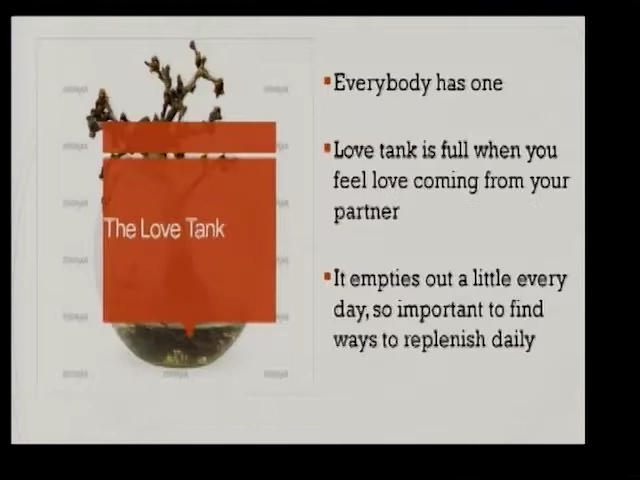 The Love Tank
Everybody has one
Love tank is full when you
feel love coming from your
partner
It empties out a little every
day, so important to find
ways to replenish daily